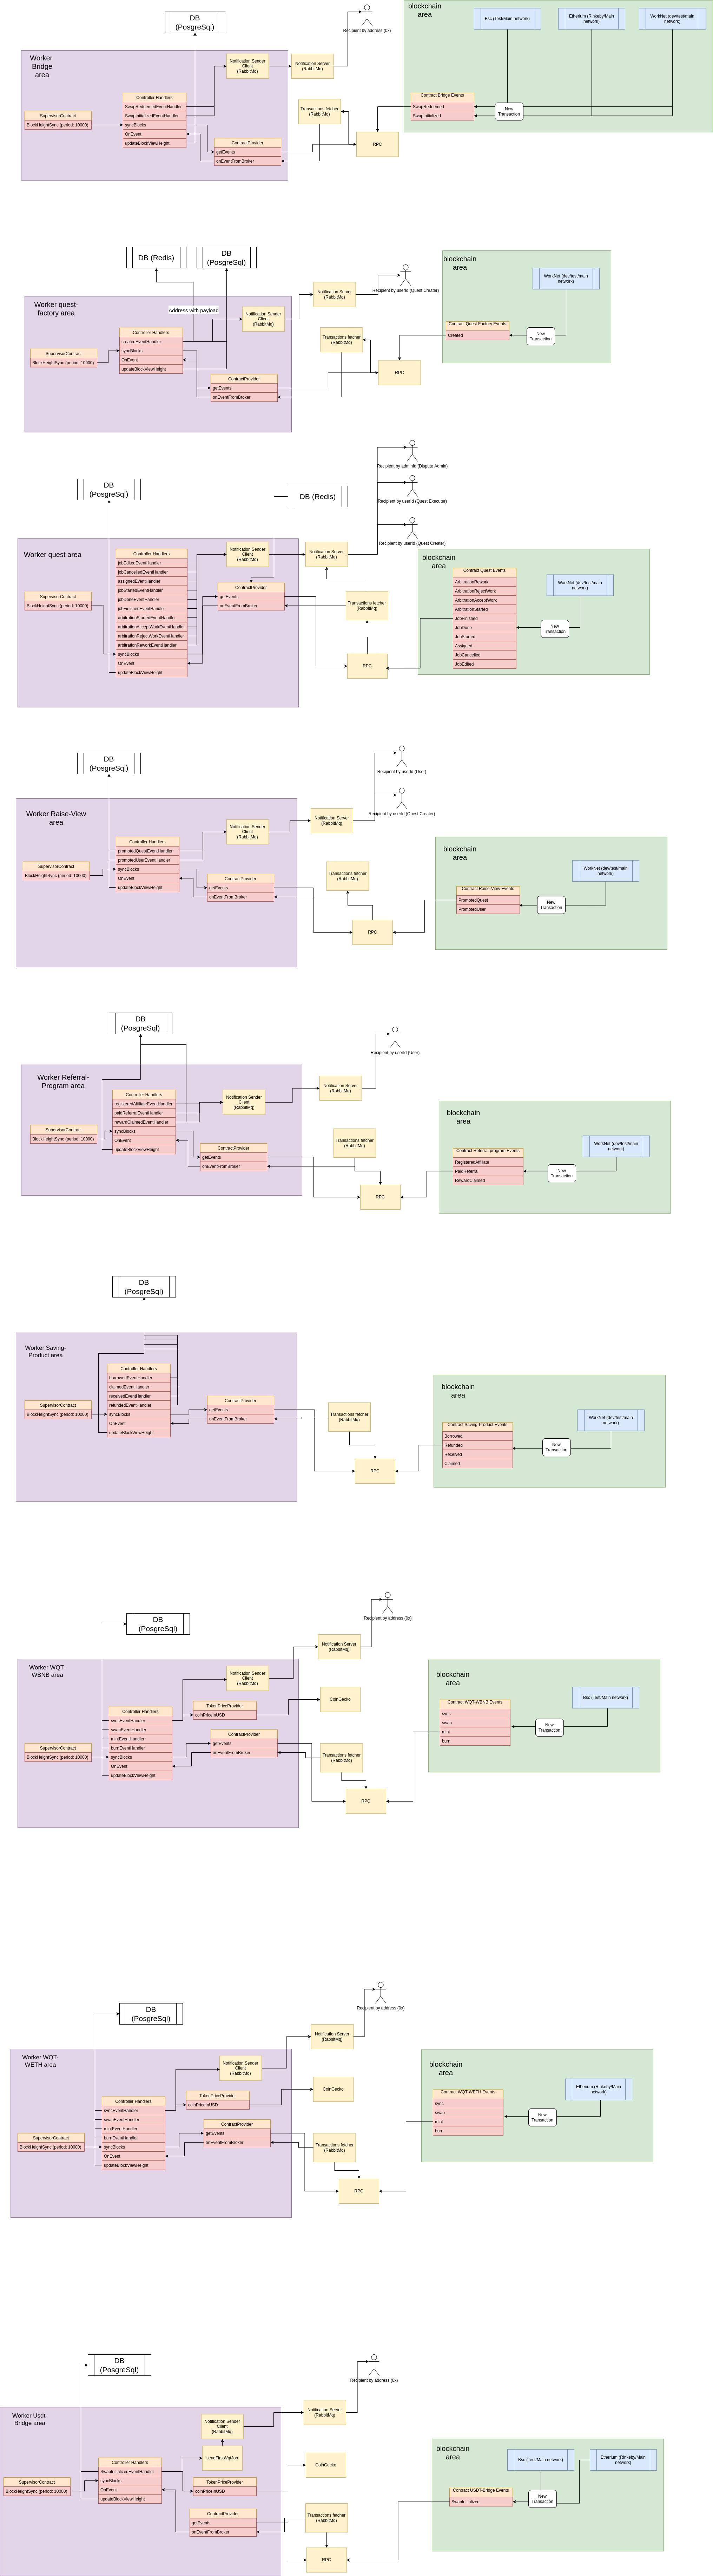 DB
(PosgreSql)
Recipient by address (0x)
blockchain
area
Bsc (Test/Main network)
Etherium (Rinkeby/Main
network)
WorkNet (dev/test/main
network)
Worker
Bridge
area
Notification Sender
Client
(RabbitMq)
Notification Server
(RabbitMq)
Controller Handlers
SwapRedeemedEventHandler
SwapInitializedEventHandler
syncBlocks
OnEvent
updateBlockViewHeight
SupervisorContract
BlockHeightSync (period: 10000)
Transactions fetcher
(RabbitMq)
Contract Bridge Events
SwapRedeemed
SwapInitialized
New
Transaction
ContractProvider
getEvents
onEventFromBroker
RPC
DB (Redis)
DB
(PosgreSql)
Recipient by userId (Quest Creater)
blockchain
area
WorkNet (dev/test/main
network)
Worker quest-
factory area
Address with payload
Notification Sender
Client
(RabbitMq)
Notification Server
(RabbitMq)
Controller Handlers
createdEventHandler
syncBlocks
OnEvent
updateBlockViewHeight
SupervisorContract
BlockHeightSync (period: 10000)
Transactions fetcher
(RabbitMq)
Contract Quest Factory Events
Created
New
Transaction
ContractProvider
getEvents
onEventFromBroker
RPC
Recipient by adminId (Dispute Admin)
Recipient by userId (Quest Executer)
Recipient by userId (Quest Creater)
DB
(PosgreSql)
DB (Redis)
Worker quest area
Controller Handlers
jobEditedEventHandler
jobCancelledEventHandler
assignedEventHandler
jobStartedEventHandler
jobDoneEventHandler
jobFinishedEventHandler
arbitrationStartedEventHandler
arbitrationAcceptWorkEventHandler
arbitrationRejectWorkEventHandler
arbitrationReworkEventHandler
syncBlocks
OnEvent
updateBlockViewHeight
SupervisorContract
BlockHeightSync (period: 10000)
Notification Sender
Client
(RabbitMq)
Notification Server
(RabbitMq)
ContractProvider
getEvents
onEventFromBroker
Transactions fetcher
(RabbitMq)
RPC
blockchain
area
Contract Quest Events
ArbitrationRework
ArbitrationRejectWork
ArbitrationAcceptWork
ArbitrationStarted
JobFinished
JobDone
JobStarted
Assigned
JobCancelled
JobEdited
WorkNet (dev/test/main
network)
New
Transaction
DB
(PosgreSql)
Recipient by userId (User)
Recipient by userId (Quest Creater)
Worker Raise-View
area
Notification Sender
Client
(RabbitMq)
Notification Server
(RabbitMq)
Controller Handlers
promotedQuestEventHandler
promotedUserEventHandler
syncBlocks
OnEvent
updateBlockViewHeight
SupervisorContract
BlockHeightSync (period: 10000)
ContractProvider
getEvents
onEventFromBroker
Transactions fetcher
(RabbitMq)
RPC
blockchain
area
WorkNet (dev/test/main
network)
Contract Raise-View Events
PromotedQuest
PromotedUser
New
Transaction
DB
(PosgreSql)
Recipient by userId (User)
Worker Referral-
Program area
Notification Sender
Client
(RabbitMq)
Notification Server
(RabbitMq)
Controller Handlers
registeredAffiliateEventHandler
paidReferralEventHandler
rewardClaimedEventHandler
syncBlocks
OnEvent
updateBlockViewHeight
SupervisorContract
BlockHeightSync (period: 10000)
ContractProvider
getEvents
onEventFromBroker
Transactions fetcher
(RabbitMq)
RPC
blockchain
area
WorkNet (dev/test/main
network)
Contract Referral-program Events
RegisteredAffiliate
PaidReferral
RewardClaimed
New
Transaction
DB
(PosgreSql)
Worker Saving-
Product area
Controller Handlers
borrowedEventHandler
claimedEventHandler
receivedEventHandler
refundedEventHandler
syncBlocks
OnEvent
updateBlockViewHeight
SupervisorContract
BlockHeightSync (period: 10000)
ContractProvider
getEvents
onEventFromBroker
Transactions fetcher
(RabbitMq)
RPC
blockchain
area
WorkNet (dev/test/main
network)
Contract Saving-Product Events
Borrowed
Refunded
Received
Claimed
New
Transaction
DB
(PosgreSql)
Recipient by address (0x)
Worker WQT-
WBNB area
Notification Sender
Client
(RabbitMq)
Notification Server
(RabbitMq)
TokenPriceProvider
coinPriceInUSD
CoinGecko
Controller Handlers
syncEventHandler
swapEventHandler
mintEventHandler
burnEventHandler
syncBlocks
OnEvent
updateBlockViewHeight
SupervisorContract
BlockHeightSync (period: 10000)
ContractProvider
getEvents
onEventFromBroker
Transactions fetcher
(RabbitMq)
RPC
blockchain
area
Bsc (Test/Main network)
Contract WQT-WBNB Events
sync
swap
mint
burn
New
Transaction
DB
(PosgreSql)
Recipient by address (0x)
Worker WQT-
WETH area
Notification Sender
Client
(RabbitMq)
Notification Server
(RabbitMq)
TokenPriceProvider
coinPriceInUSD
CoinGecko
Controller Handlers
syncEventHandler
swapEventHandler
mintEventHandler
burnEventHandler
syncBlocks
OnEvent
updateBlockViewHeight
SupervisorContract
BlockHeightSync (period: 10000)
ContractProvider
getEvents
onEventFromBroker
Transactions fetcher
(RabbitMq)
RPC
blockchain
area
Etherium (Rinkeby/Main
network)
Contract WQT-WETH Events
sync
swap
mint
burn
New
Transaction
DB
(PosgreSql)
Recipient by address (0x)
Worker Usdt-
Bridge area
Notification Sender
Client
(RabbitMq)
Notification Server
(RabbitMq)
sendFirstWqtJob
CoinGecko
Controller Handlers
SwapInitializedEventHandler
syncBlocks
OnEvent
updateBlockViewHeight
SupervisorContract
BlockHeightSync (period: 10000)
TokenPriceProvider
coinPriceInUSD
ContractProvider
getEvents
onEventFromBroker
Transactions fetcher
(RabbitMq)
RPC
blockchain
area
Bsc (Test/Main network)
Etherium (Rinkeby/Main
network)
Contract USDT-Bridge Events
SwapInitialized
New
Transaction